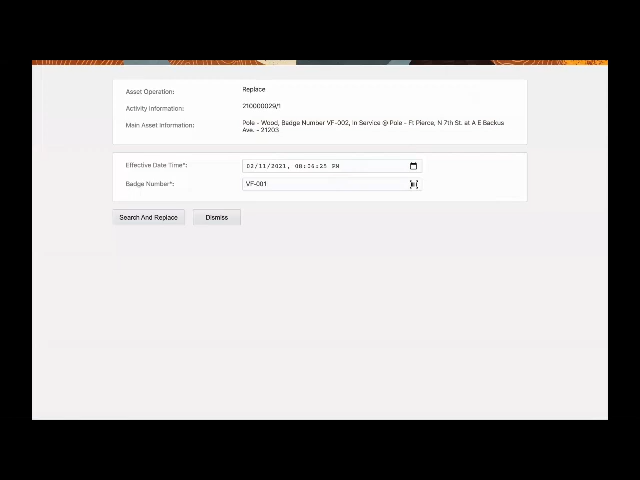 Asset Operation: Replace
Activity Information: 210000029/1
Main Asset Information: Pole - Wood, Badge Number VF-002, In Service @ Pole - Ft Pierce, N 7th St. at A E Backus
Ave. - 21203
Effective Date Time*: 02/11/2021, 08:06:25 PM
Badge Number*: VF-001
Search And Replace Dismiss